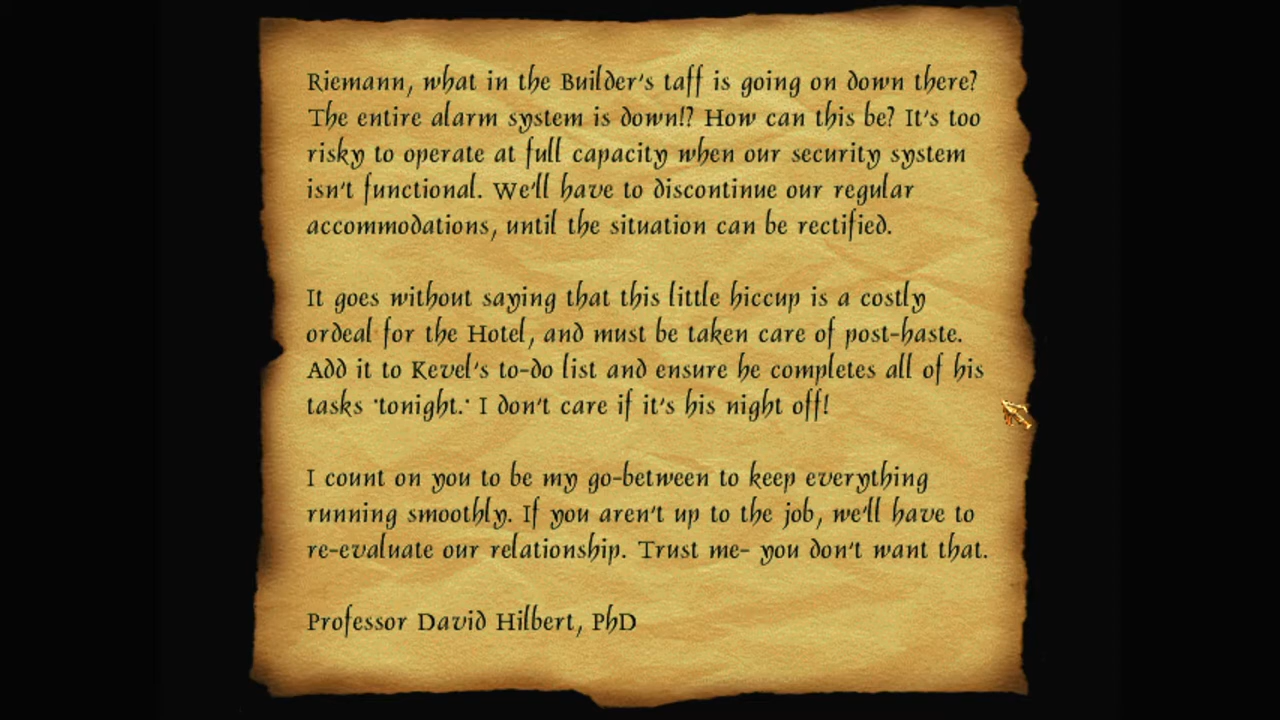 Riemann, what in the Builder's taff is going on down there?
The entire alarm system is down!? How can this be? It's too
risky to operate at full capacity when our security system
isn't functional. We'll have to discontinue our regular
accommodations, until the situation can be rectified.
It goes without saying that this little hiccup is a costly
ordeal for the Hotel, and must be taken care of post-haste.
Add it to Kevel's to-do list and ensure he completes all of his
tasks "tonight." I don't care if it's his night off!
I count on you to be my go-between to keep everything
running smoothly. If you aren't up to the job, we'll have to
re-evaluate our relationship. Trust me- you don't want that.
Professor David Hilbert, PhD